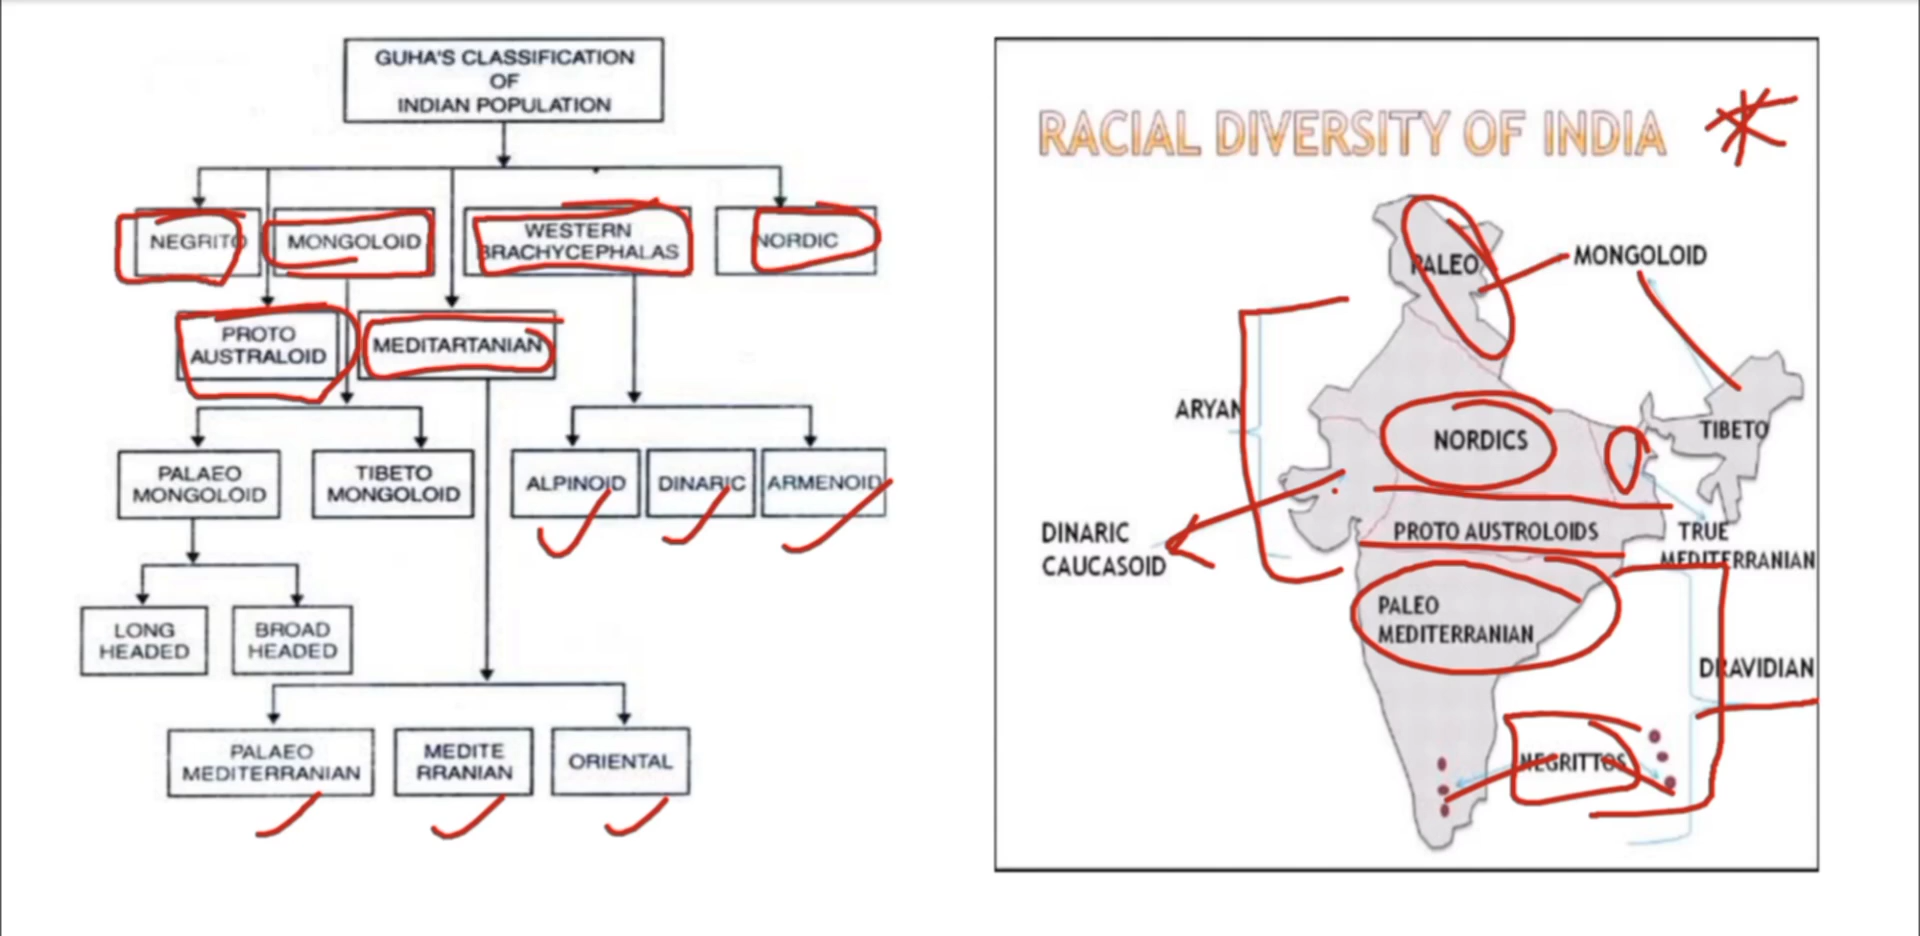 GUHA'S CLASSIFICATION
OF
INDIAN POPULATION
NEGRITO
MONGOLOID
WESTERN
BRACHYCEPHALAS
NORDIC
PROTO
AUSTRALOID
MEDITARTANIAN
PALAEO
MONGOLOID
TIBETO
MONGOLOID
ALPINOID
DINARIC
ARMENOID
LONG
HEADED
BROAD
HEADED
PALAEO
MEDITERRANIAN
MEDITE
RRANIAN
ORIENTAL
RACIAL DIVERSITY OF INDIA
PALEO
MONGOLOID
ARYAN
NORDICS
TIBETO
DINARIC
CAUCASOID
PROTO AUSTROLOIDS
TRUE
MEDITERRANIAN
PALEO
MEDITERRANIAN
DRAVIDIAN
NEGRITTOS